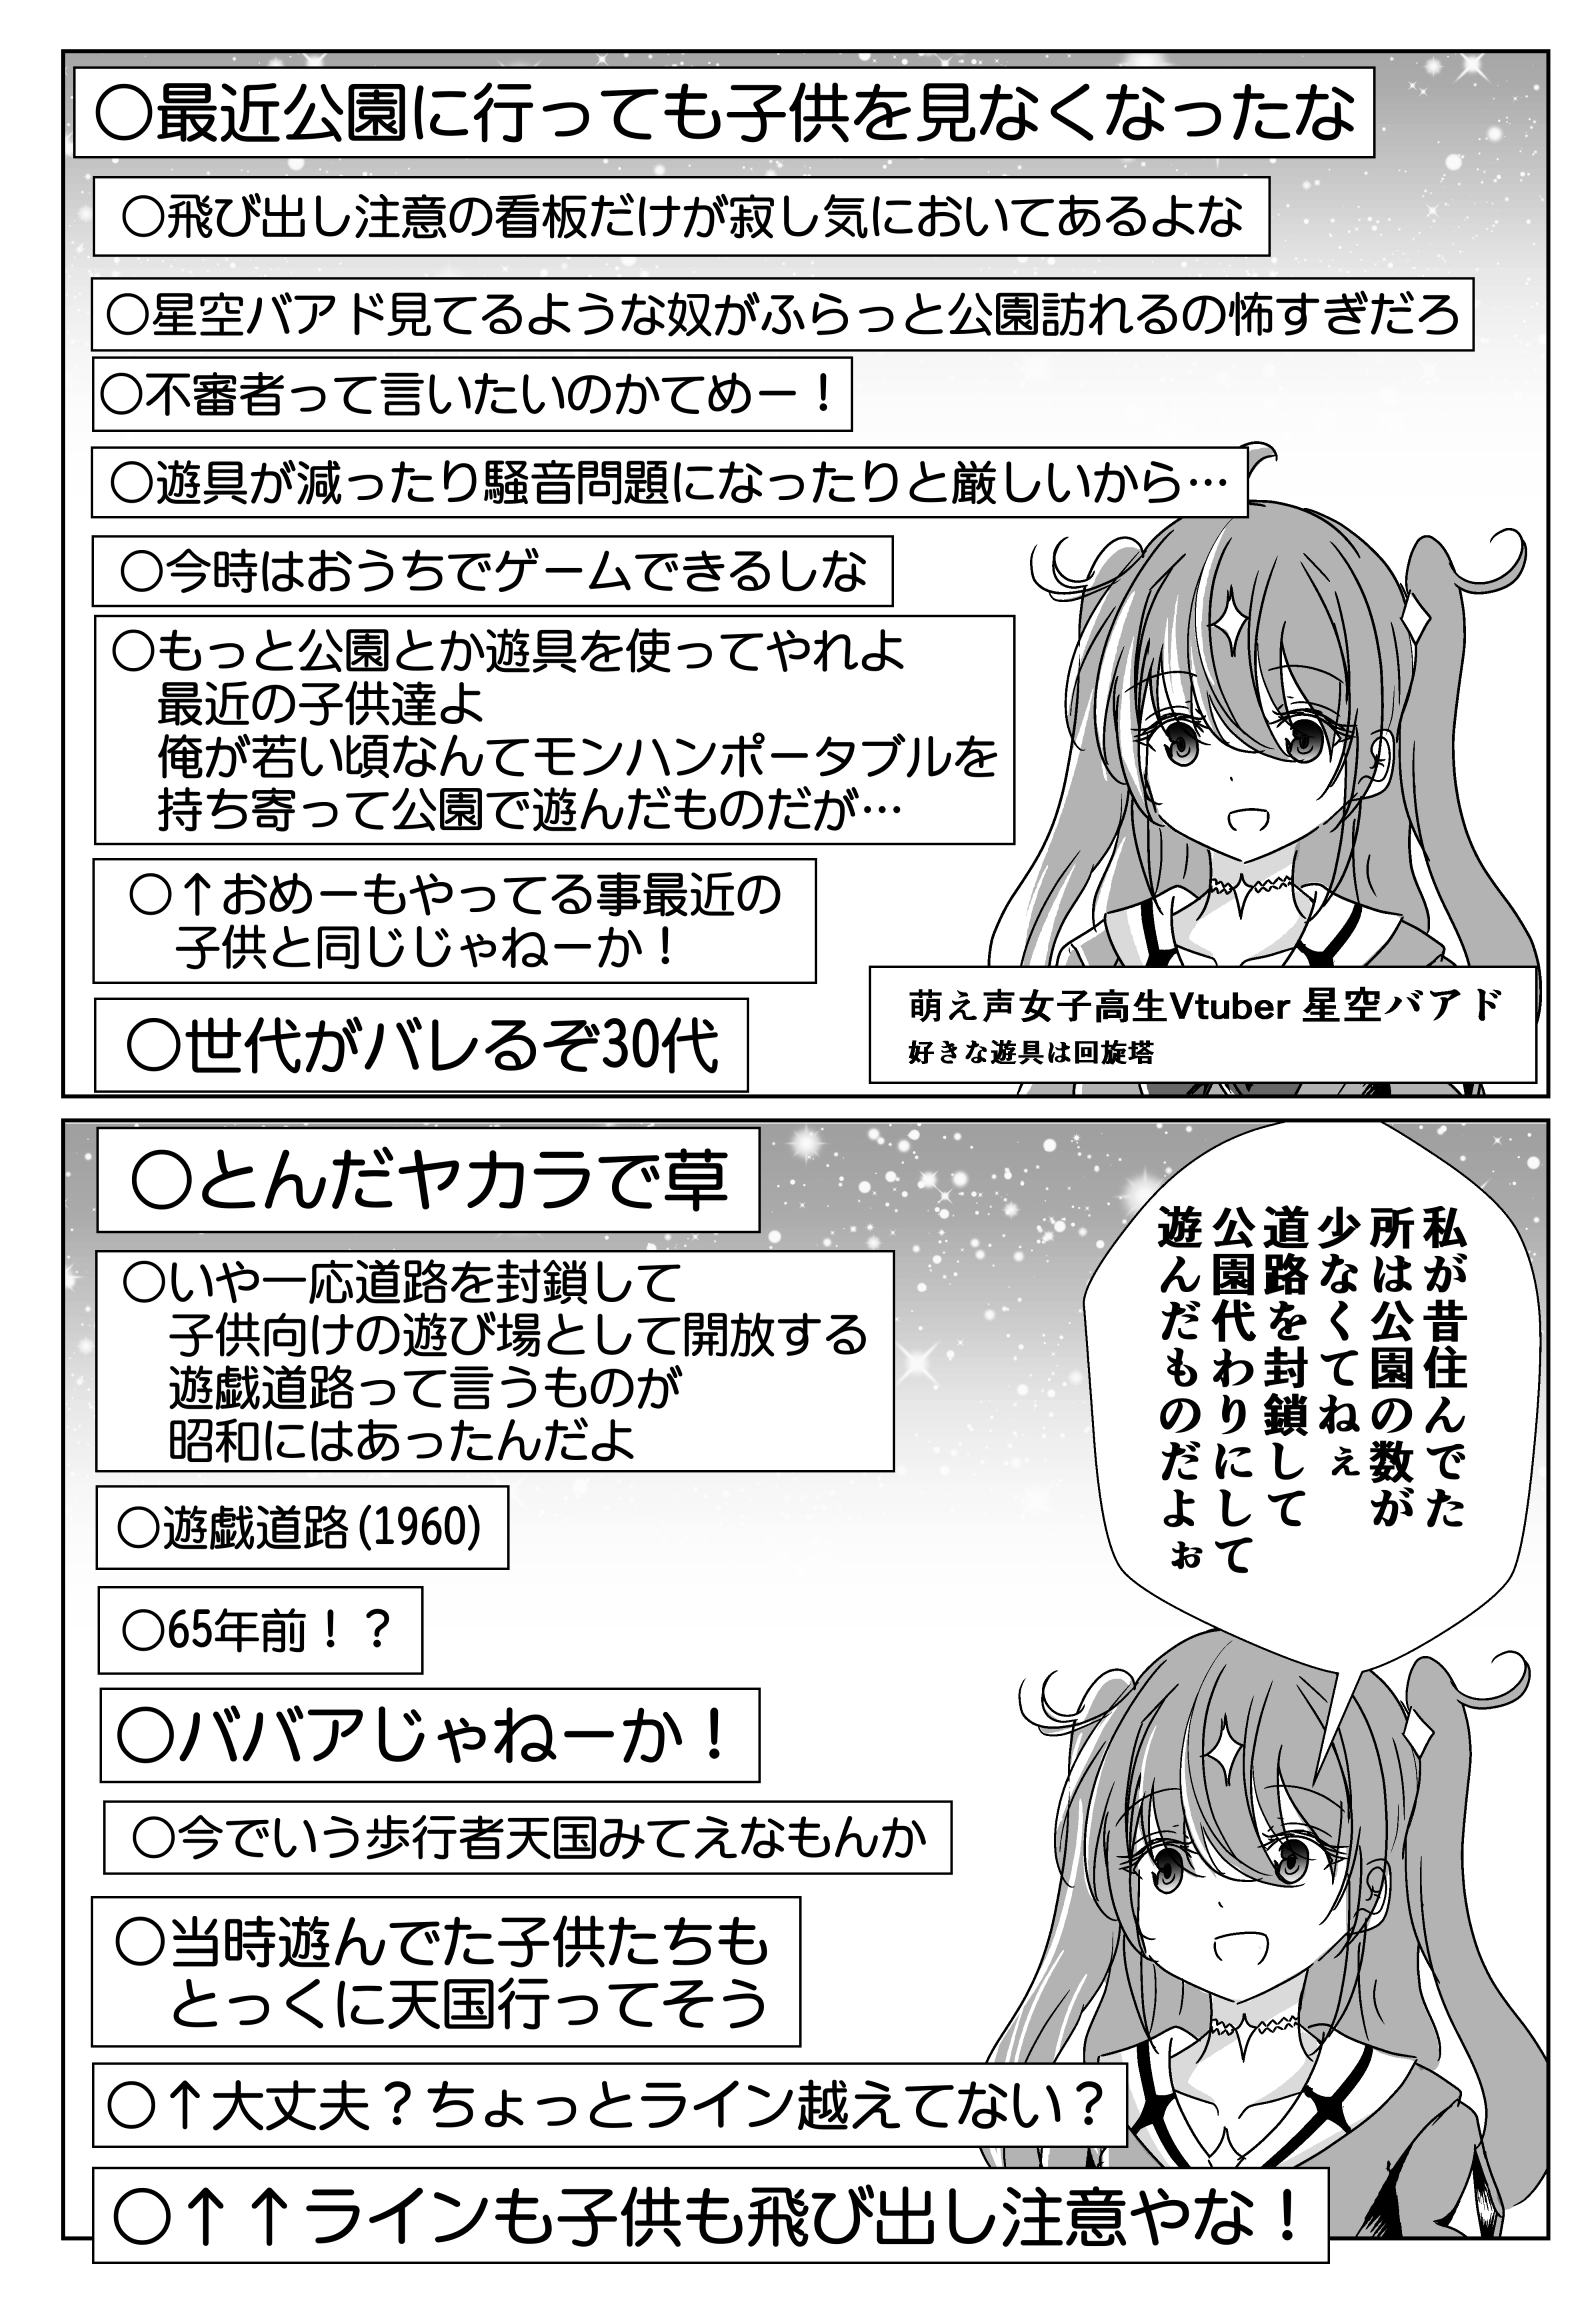 ○最近公園に行っても子供を見なくなったな
○飛び出し注意の看板だけが寂し気においてあるよな
○星空バアド見てるような奴がふらっと公園訪れるの怖すぎだろ
○不審者って言いたいのかてめー！
○遊具が減ったり騒音問題になったりと厳しいから…
○今時はおうちでゲームできるしな
○もっと公園とか遊具を使ってやれよ
最近の子供達よ
俺が若い頃なんてモンハンポータブルを
持ち寄って公園で遊んだものだが…
○↑おめーもやってる事最近の
子供と同じじゃねーか！
○世代がバレるぞ30代
萌え声女子高生Vtuber 星空バアド
好きな遊具は回旋塔
私が昔住んでた
所は公園の数が
少なくてねぇ
道路を封鎖して
公園代わりにして
遊んだものだよぉ
○とんだヤカラで草
○いや一応道路を封鎖して
子供向けの遊び場として開放する
遊戯道路って言うものが
昭和にはあったんだよ
○遊戯道路(1960)
○65年前！？
○ババアじゃねーか！
○今でいう歩行者天国みてえなもんか
○当時遊んでた子供たちも
とっくに天国行ってそう
○↑大丈夫？ちょっとライン越えてない？
○↑↑ラインも子供も飛び出し注意やな！